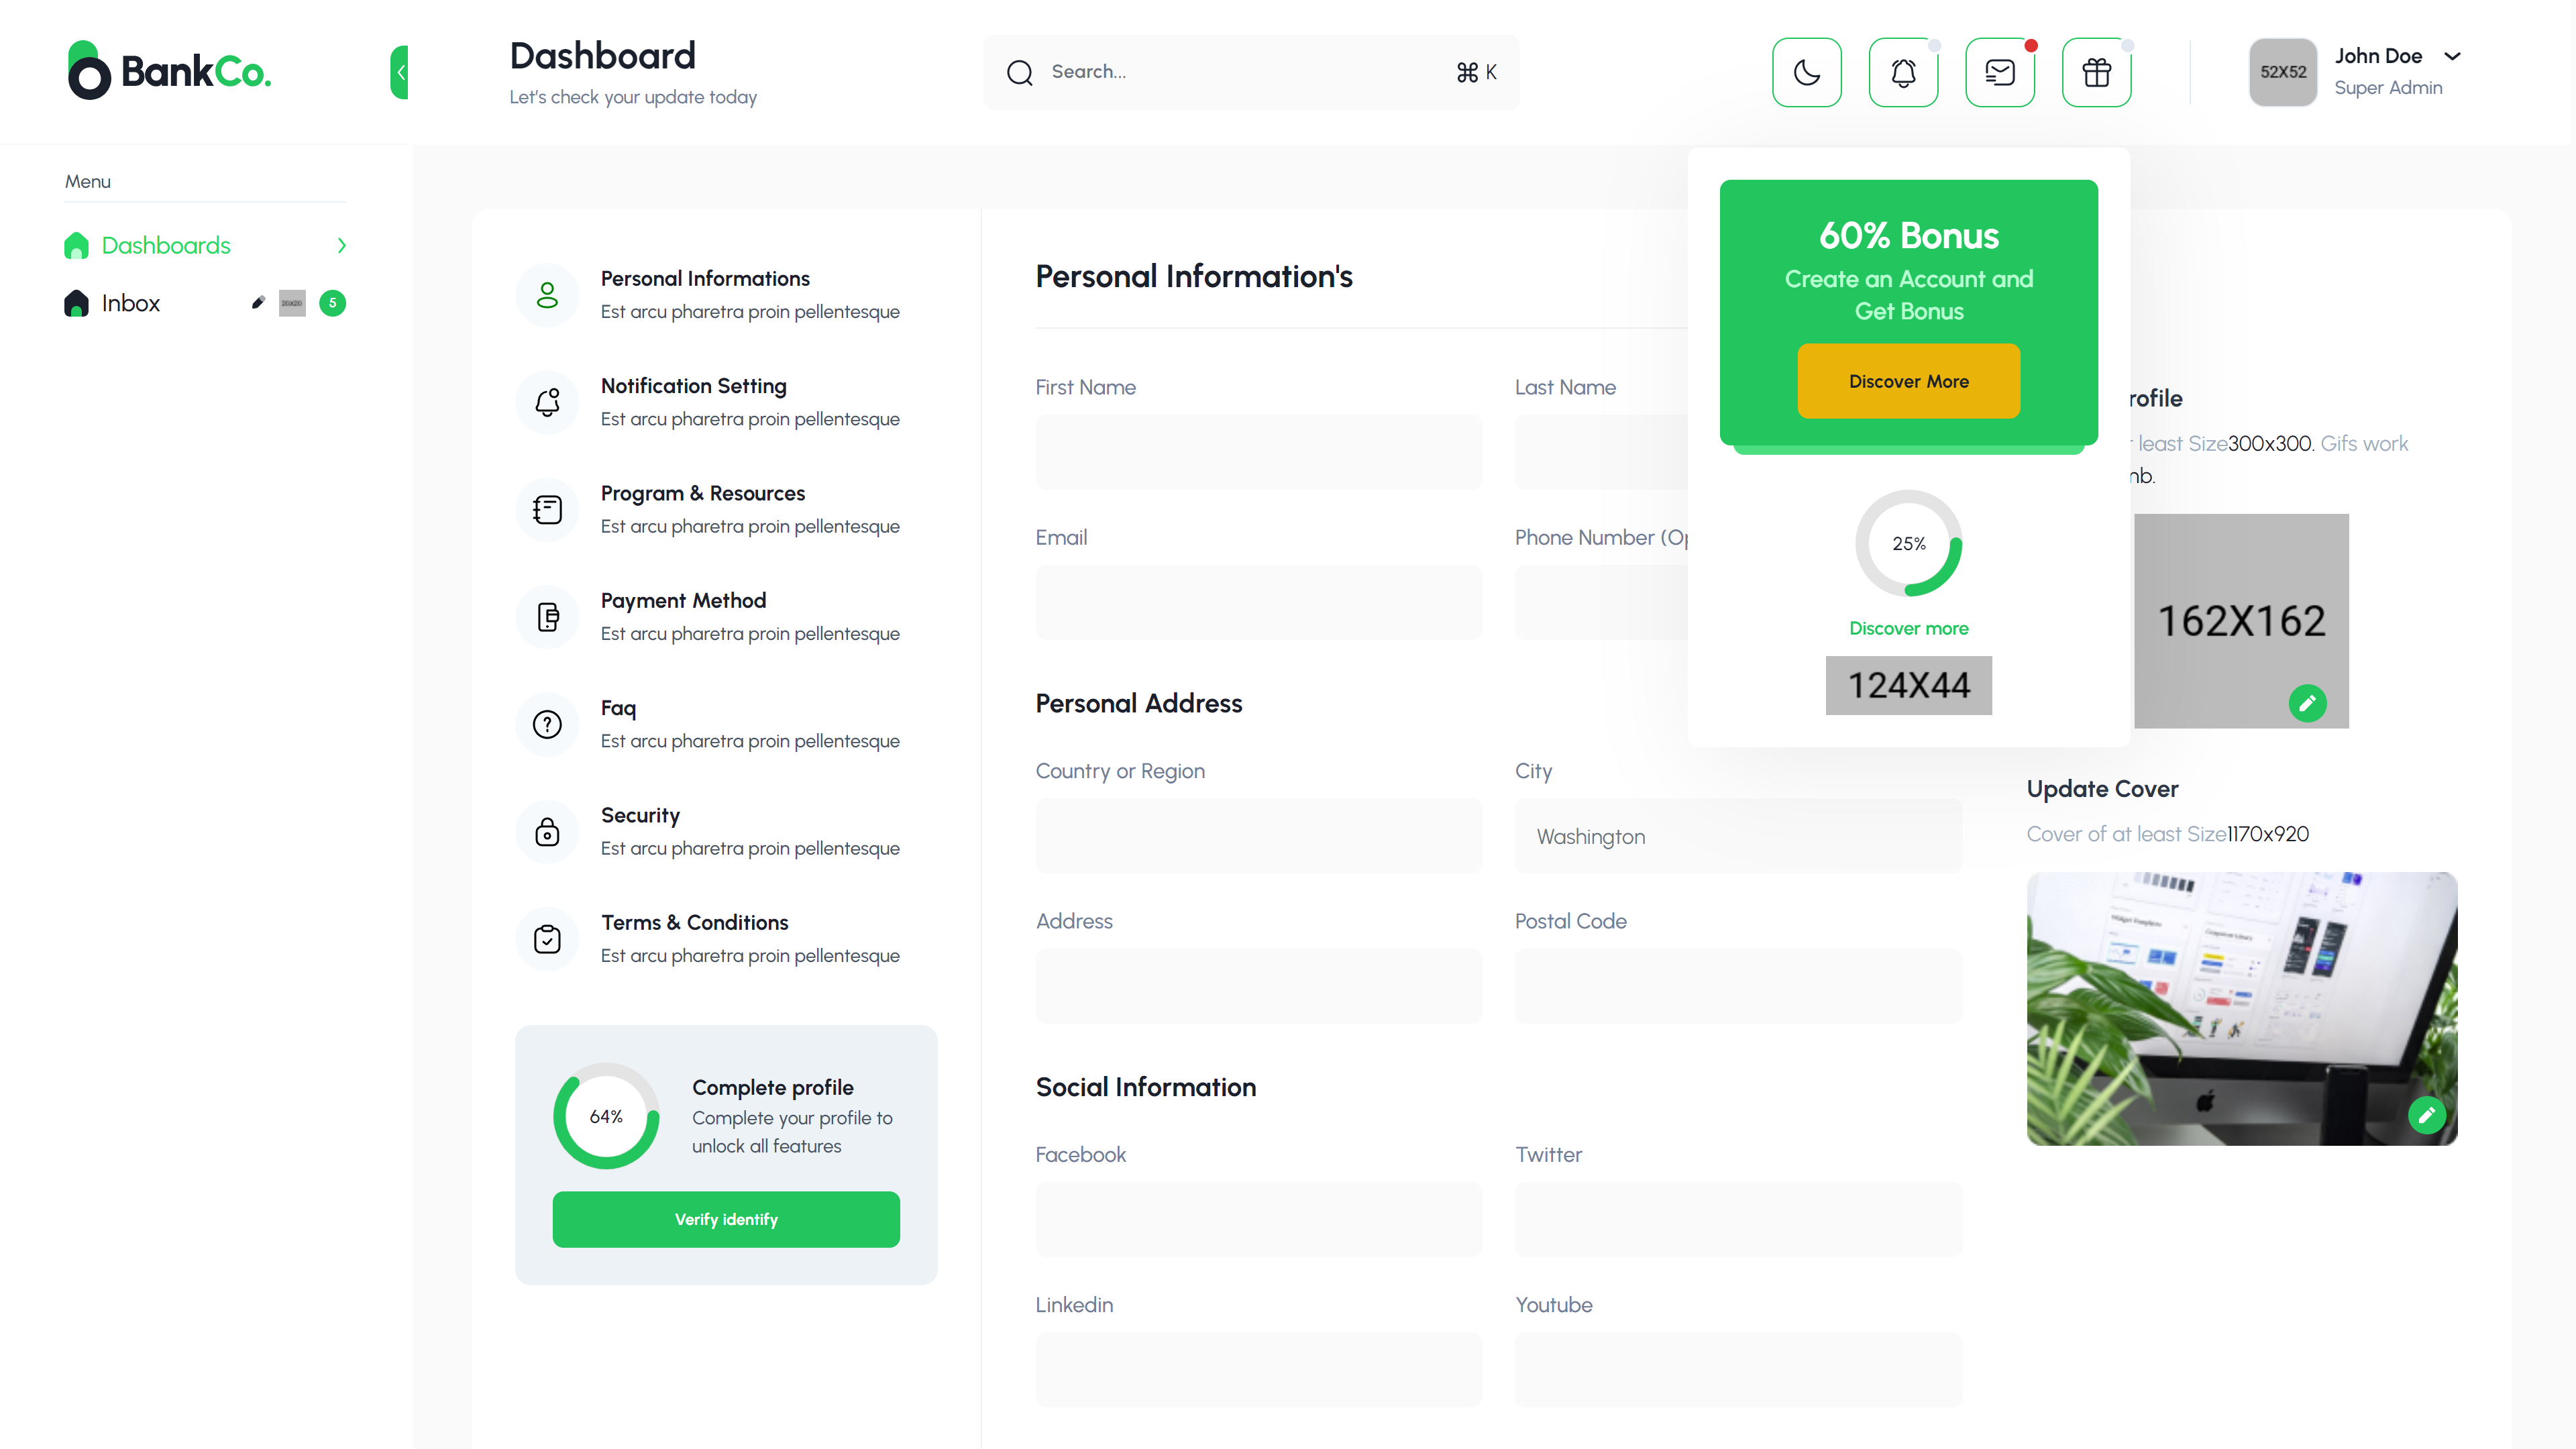 BankCo.
Dashboard
Let's check your update today
Search...
⌘ K
52X52
John Doe
Super Admin
Menu
Dashboards
Inbox
20x20
5
Personal Informations
Est arcu pharetra proin pellentesque
Notification Setting
Est arcu pharetra proin pellentesque
Program & Resources
Est arcu pharetra proin pellentesque
Payment Method
Est arcu pharetra proin pellentesque
Faq
Est arcu pharetra proin pellentesque
Security
Est arcu pharetra proin pellentesque
Terms & Conditions
Est arcu pharetra proin pellentesque
64%
Complete profile
Complete your profile to
unlock all features
Verify identify
Personal Information's
First Name
Last Name
Email
Phone Number (Op
Personal Address
Country or Region
City
Washington
Address
Postal Code
Social Information
Facebook
Twitter
Linkedin
Youtube
60% Bonus
Create an Account and
Get Bonus
Discover More
25%
Discover more
124X44
rofile
least Size300x300. Gifs work
nb.
162X162
Update Cover
Cover of at least Size1170x920